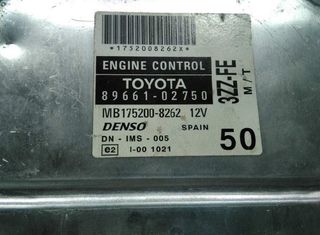 *1752008262X*
ENGINE CONTROL
TOYOTA
89661-02750
MB175200-8262 12V
DENSO SPAIN
DN - IMS - 005
e2 I-00 1021
3ZZ-FE
M/T
50